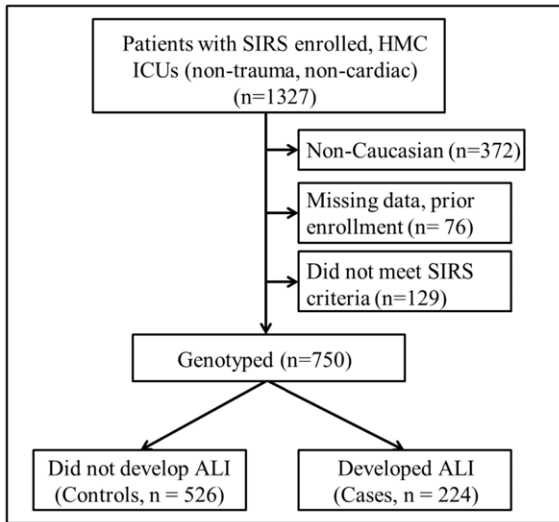 Patients with SIRS enrolled, HMC
ICUs (non-trauma, non-cardiac)
(n=1327)
Non-Caucasian (n=372)
Missing data, prior
enrollment (n= 76)
Did not meet SIRS
criteria (n=129)
Genotyped (n=750)
Did not develop ALI
(Controls, n = 526)
Developed ALI
(Cases, n = 224)